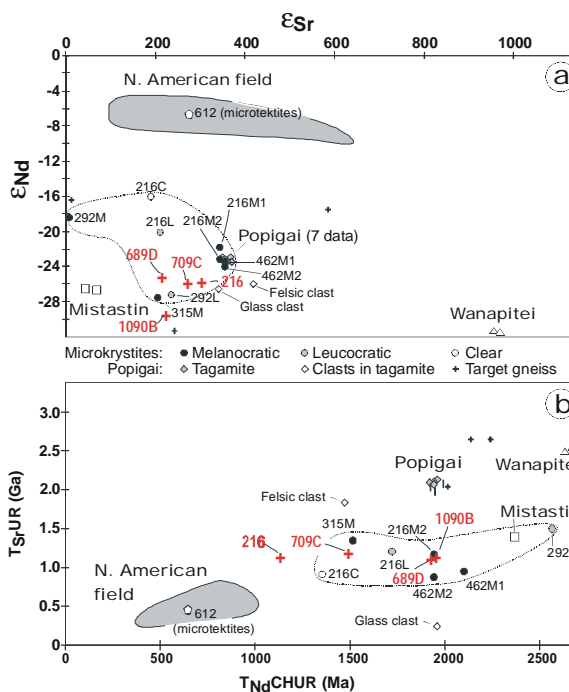 εSr
0 200 400 600 800 1000
a
N. American field
612 (microtektites)
εNd
-0
-4
-8
-12
-16
-20
-24
-28
216C
292M
216L
216M1
216M2
Popigai (7 data)
689D
709C
216
462M1
462M2
Felsic clast
Glass clast
292L
Mistastin
315M
1090B
Wanapitei
Microkrystites: Melanocratic Leucocratic Clear
Popigai: Tagamite Clasts in tagamite Target gneiss
b
TSrUR (Ga)
3.0
2.5
2.0
1.5
1.0
0.5
0.0
Popigai
Wanapitei
Felsic clast
Mistastin
315M
216M2
1090B
292
216
709C
216C
216L
689D
462M2
462M1
N. American
field
612
(microtektites)
Glass clast
0 500 1000 1500 2000 2500
TNdCHUR (Ma)